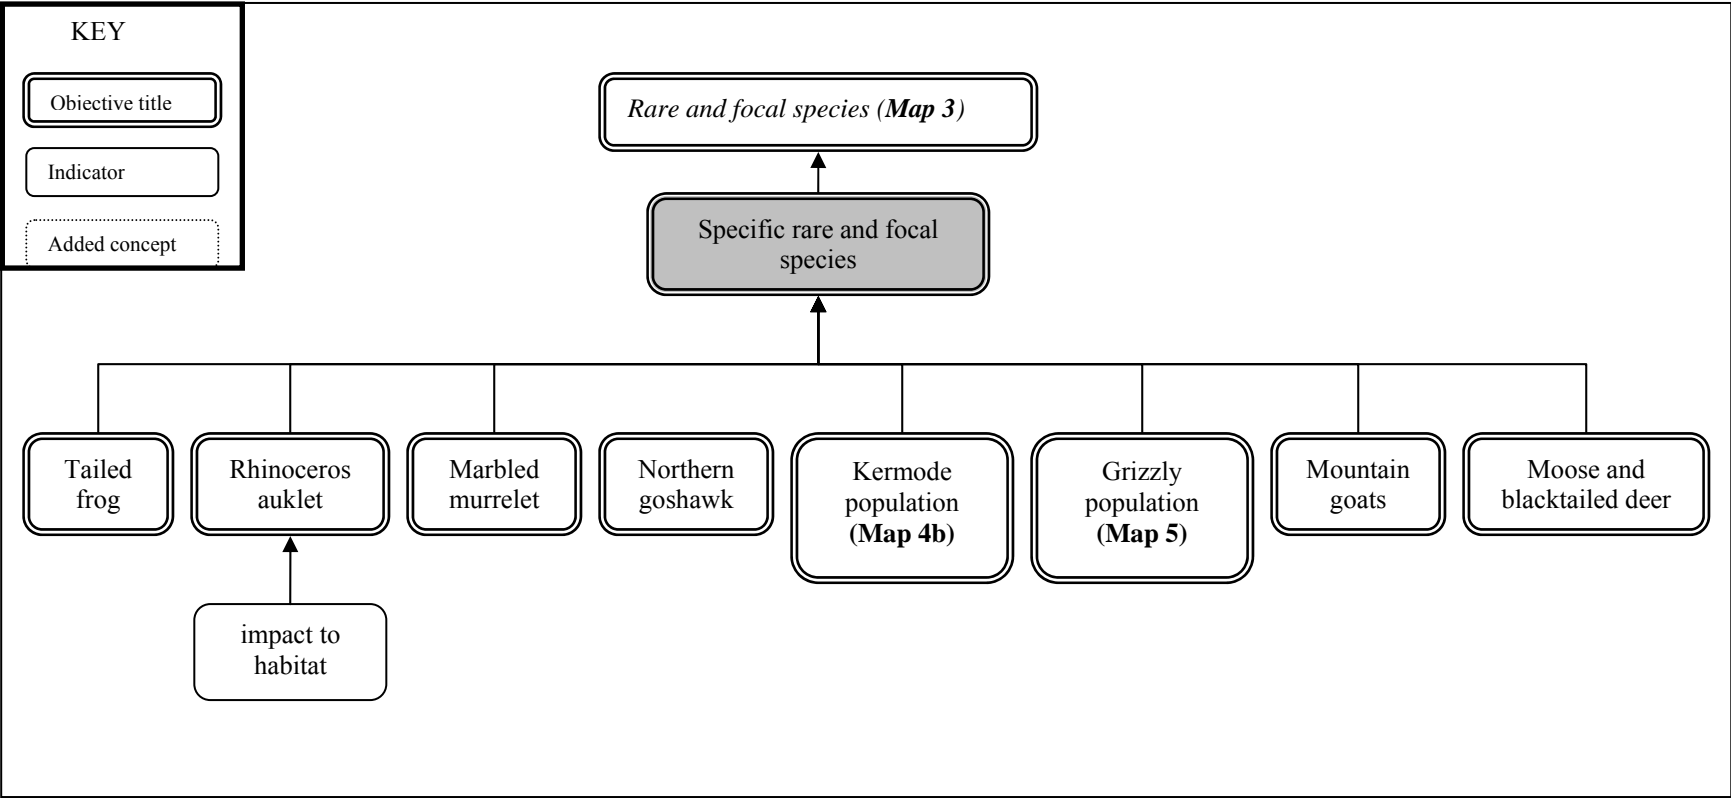 KEY
Objective title
Indicator
Added concept
Rare and focal species (Map 3)
Specific rare and focal
species
Tailed
frog
Rhinoceros
auklet
Marbled
murrelet
Northern
goshawk
Kermode
population
(Map 4b)
Grizzly
population
(Map 5)
Mountain
goats
Moose and
blacktailed deer
impact to
habitat